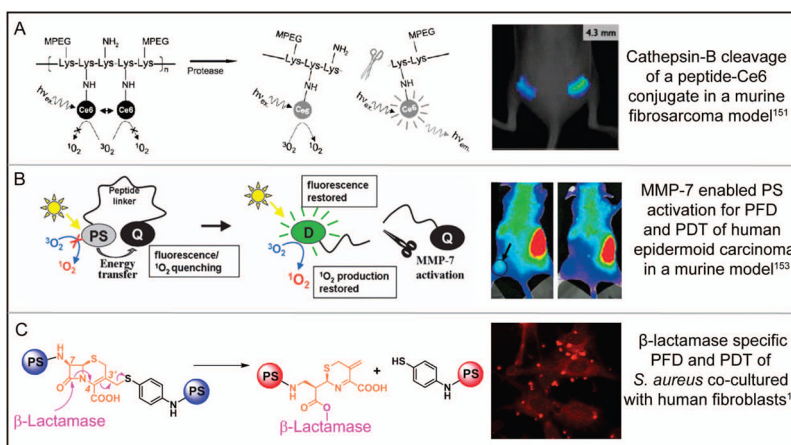 A
MPEG NH2 MPEG
Lys-Lys-Lys-Lys-Lys n
NH NH
hνex.
Ce6 Ce6
1O2 3O2 1O2
Protease
MPEG NH2
Lys-Lys-Lys
NH
hνex.
Ce6
3O2 1O2
MPEG
Lys-Lys
NH
hνex.
Ce6
hνem.
4.3 mm
Cathepsin-B cleavage
of a peptide-Ce6
conjugate in a murine
fibrosarcoma model151
B
Peptide
linker
3O2
PS
Q
1O2
Energy
transfer
fluorescence/
1O2 quenching
fluorescence
restored
D
3O2
1O2
1O2 production
restored
Q
MMP-7
activation
MMP-7 enabled PS
activation for PFD
and PDT of human
epidermoid carcinoma
in a murine model153
C
PS
H
N
7
S
O
N
4
3'
S
COOH
N
H
PS
β-Lactamase
PS
H
N
S
N
COOH
O
O
β-Lactamase
+
HS
N
H
PS
β-lactamase specific
PFD and PDT of
S. aureus co-cultured
with human fibroblasts1